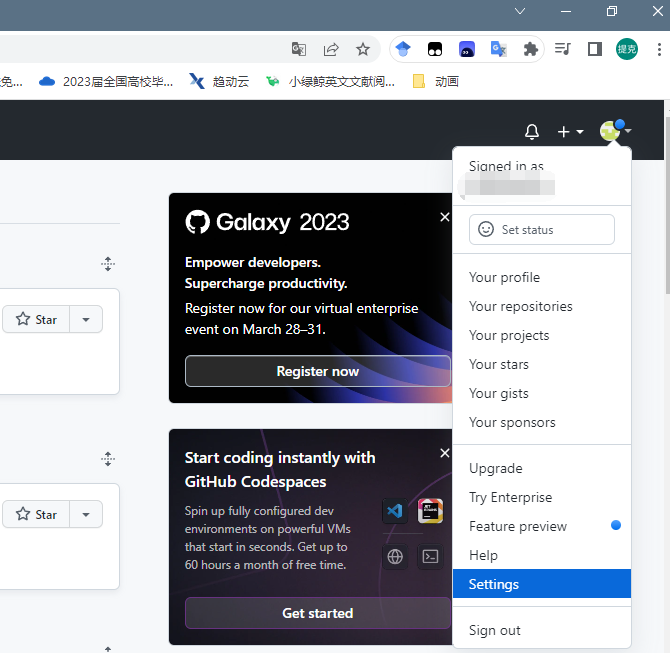 提克
免...
2023届全国高校毕...
趋动云
小绿鲸英文文献阅...
动画
Signed in as
Set status
Galaxy 2023
Empower developers.
Supercharge productivity.
Register now for our virtual enterprise
event on March 28–31.
Register now
Your profile
Your repositories
Your projects
Your stars
Your gists
Your sponsors
Star
Start coding instantly with
GitHub Codespaces
Spin up fully configured dev
environments on powerful VMs
that start in seconds. Get up to
60 hours a month of free time.
Get started
Star
Upgrade
Try Enterprise
Feature preview
Help
Settings
Sign out